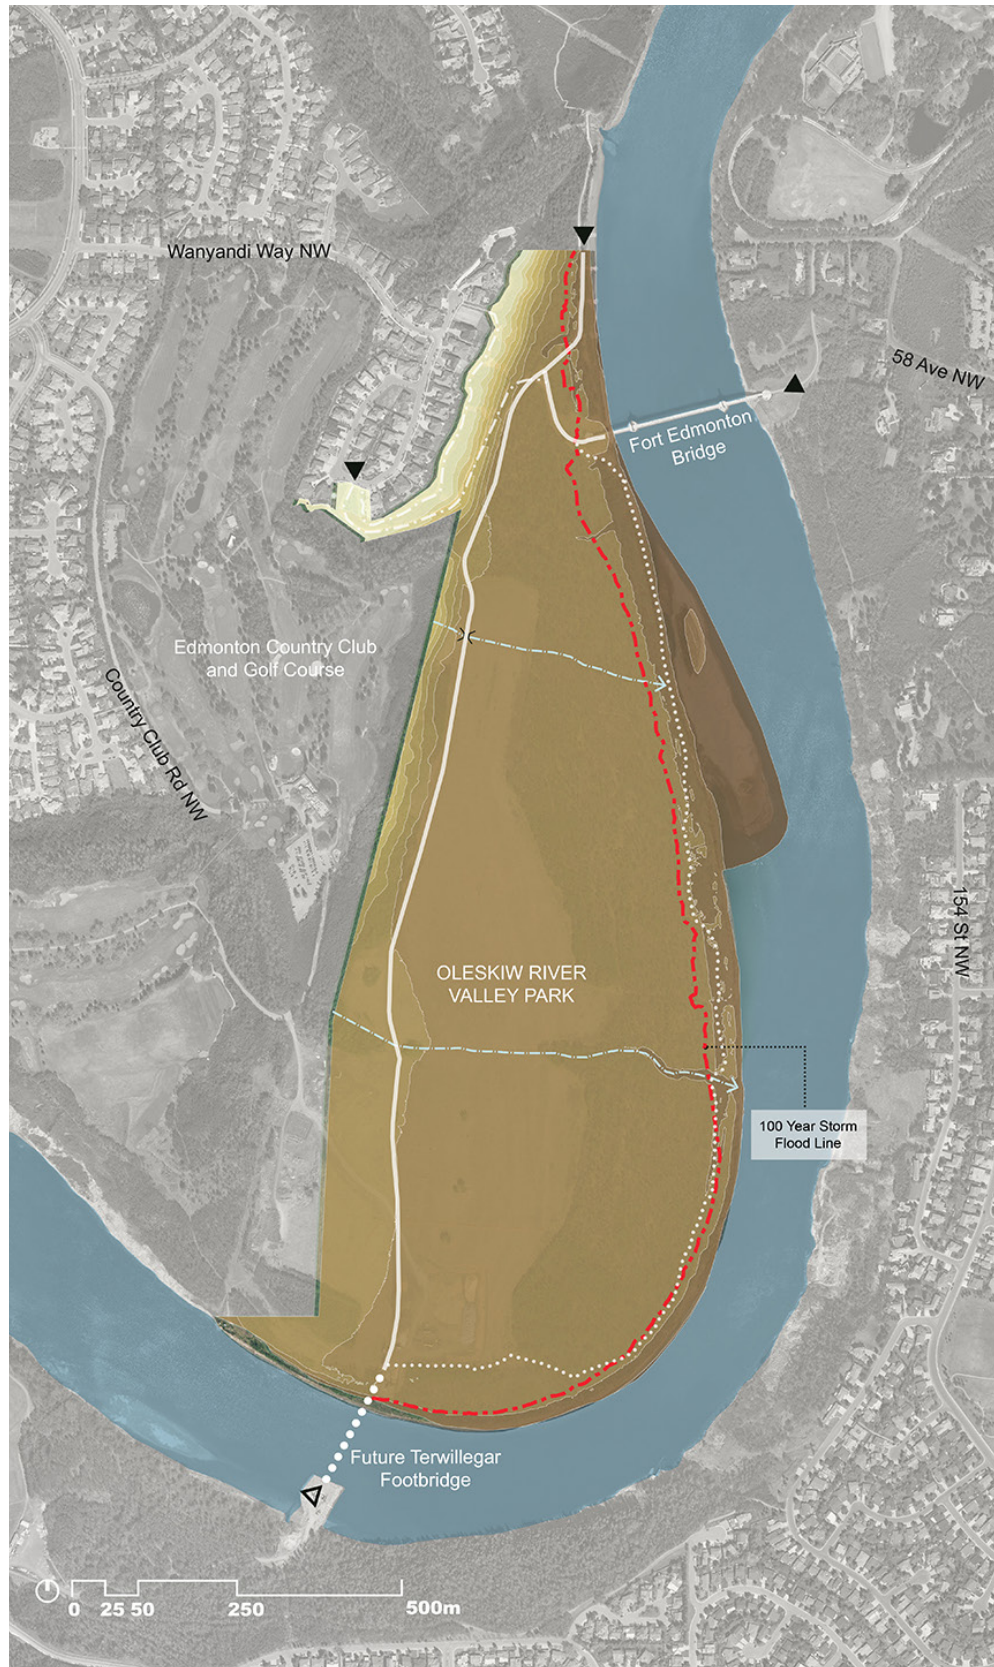 Wanyandi Way NW
58 Ave NW
Fort Edmonton
Bridge
Edmonton Country Club
and Golf Course
Country Club Rd NW
154 St NW
OLESKIW RIVER
VALLEY PARK
100 Year Storm
Flood Line
Future Terwillegar
Footbridge
0 25 50 250 500m